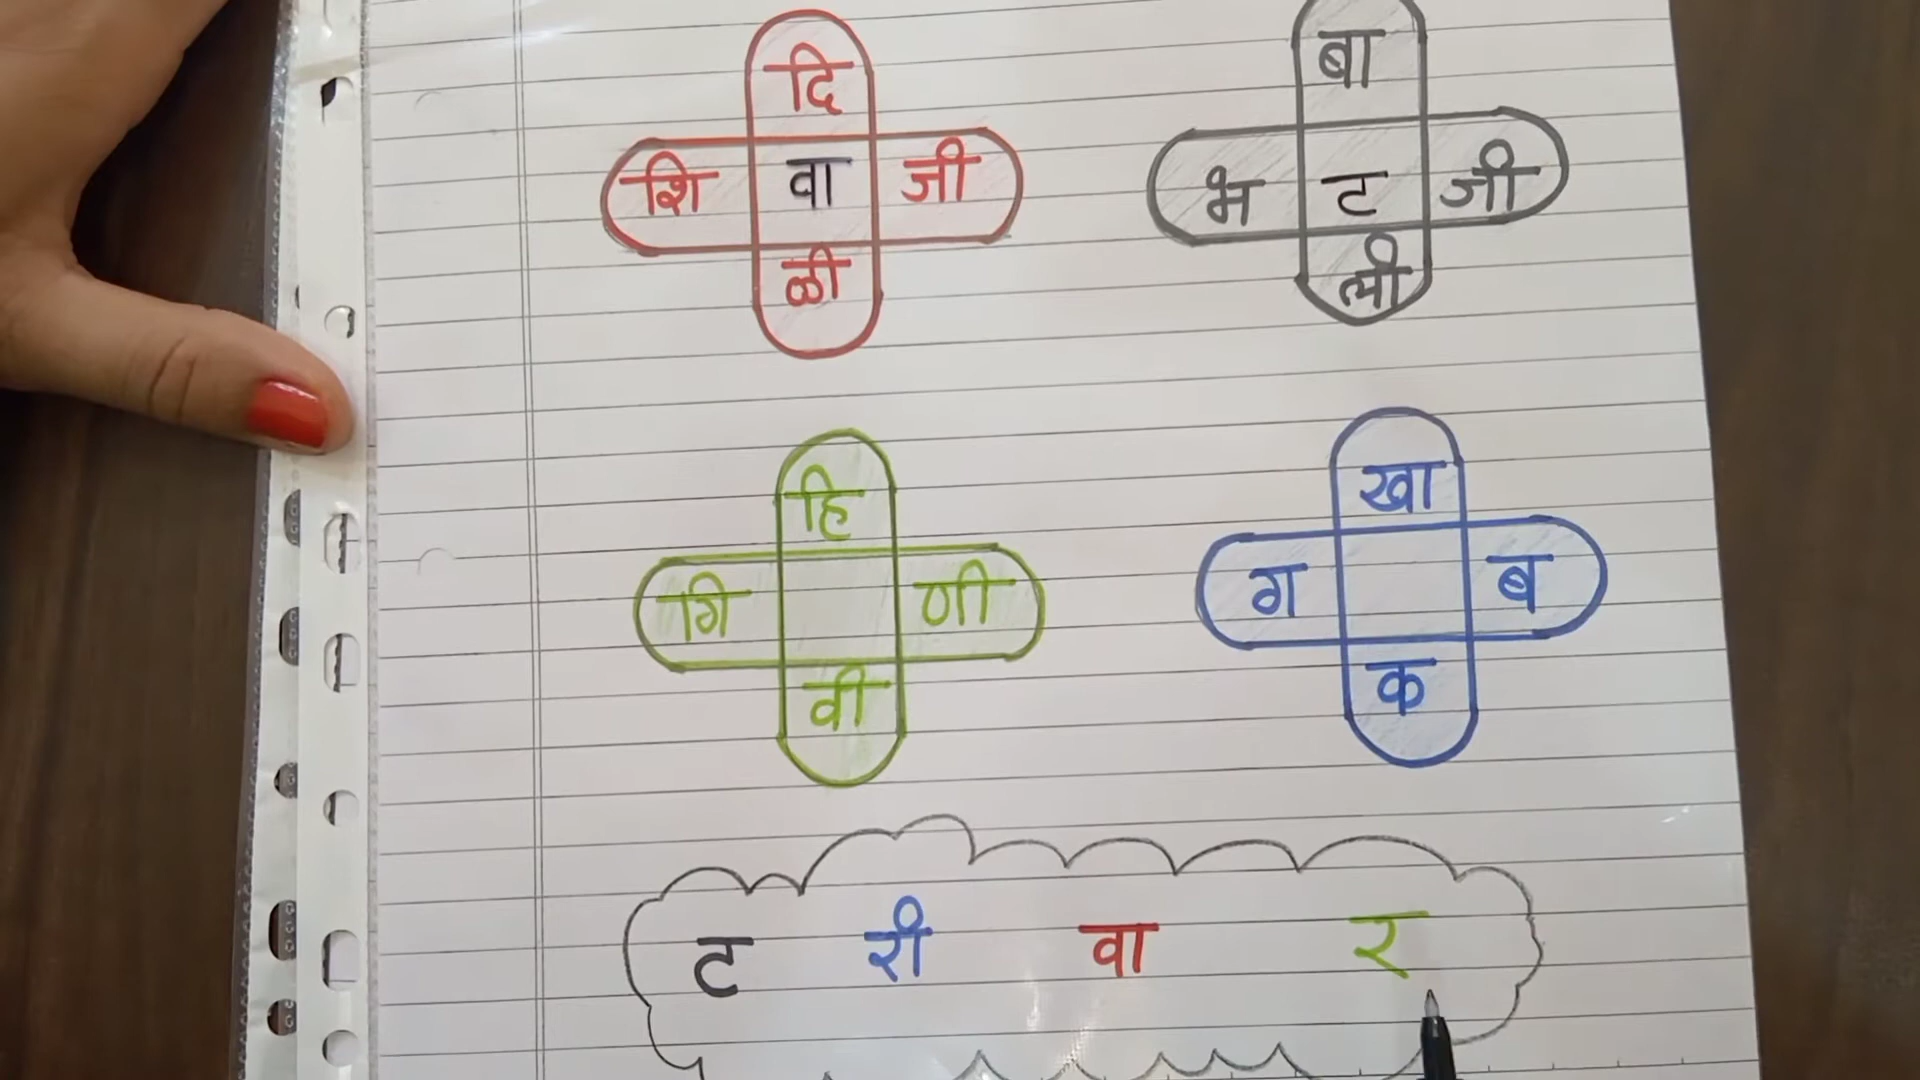 दि
शि वा जी
ळी
बा
भ ट जी
ली
हि
गि णी
वी
खा
ग ब
क
ट री वा र